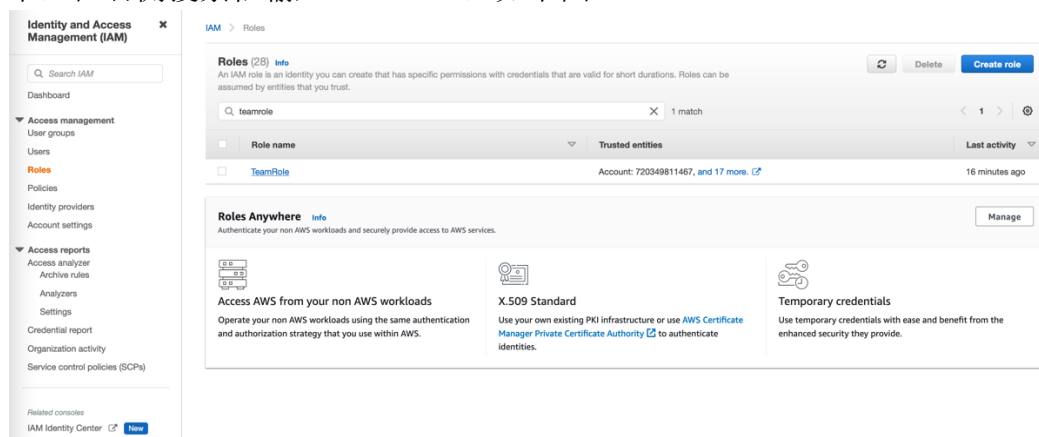 Identity and Access Management (IAM)
Search IAM
Dashboard
Access management
User groups
Users
Roles
Policies
Identity providers
Account settings
Access reports
Access analyzer
Archive rules
Analyzers
Settings
Credential report
Organization activity
Service control policies (SCPs)
Related consoles
IAM Identity Center New
IAM > Roles
Roles (28) Info
An IAM role is an identity you can create that has specific permissions with credentials that are valid for short durations. Roles can be
assumed by entities that you trust.
Delete
Create role
teamrole
1 match
1
Role name
Trusted entities
Last activity
TeamRole
Account: 720349811467, and 17 more.
16 minutes ago
Roles Anywhere Info
Authenticate your non AWS workloads and securely provide access to AWS services.
Manage
Access AWS from your non AWS workloads
Operate your non AWS workloads using the same authentication
and authorization strategy that you use within AWS.
X.509 Standard
Use your own existing PKI infrastructure or use AWS Certificate
Manager Private Certificate Authority to authenticate
identities.
Temporary credentials
Use temporary credentials with ease and benefit from the
enhanced security they provide.